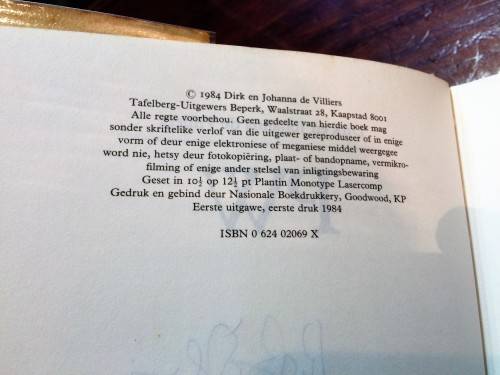 © 1984 Dirk en Johanna de Villiers
Tafelberg-Uitgewers Beperk, Waalstraat 28, Kaapstad 8001
Alle regte voorbehou. Geen gedeelte van hierdie boek mag
sonder skriftelike verlof van die uitgewer gereproduseer of in enige
vorm of deur enige elektroniese of meganiese middel weergegee
word nie, hetsy deur fotokopiëring, plaat- of bandopname, vermikro-
filming of enige ander stelsel van inligtingsbewaring
Geset in 10½ op 12½ pt Plantin Monotype Lasercomp
Gedruk en gebind deur Nasionale Boekdrukkery, Goodwood, KP
Eerste uitgawe, eerste druk 1984
ISBN 0 624 02069 X